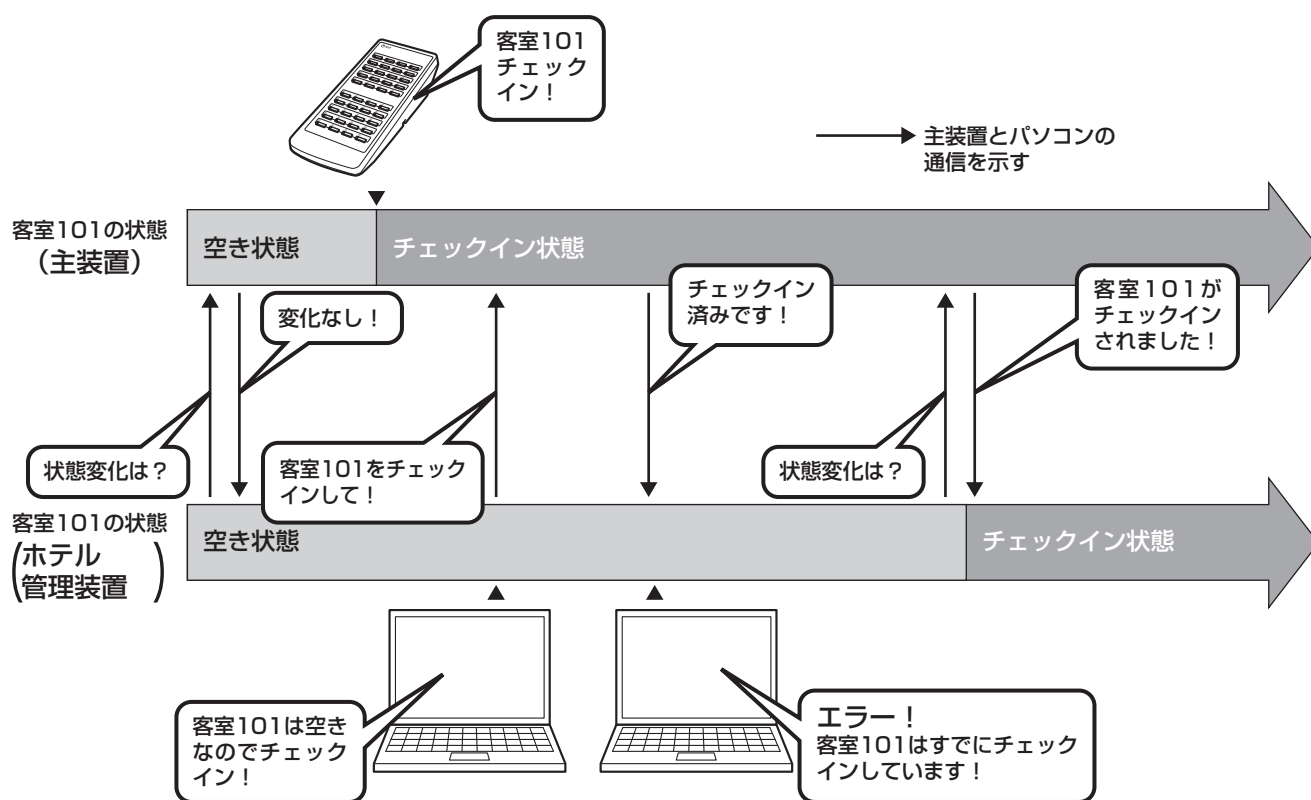 客室101
チェック
イン！
主装置とパソコンの
通信を示す
客室101の状態
（主装置）
空き状態
チェックイン状態
変化なし！
チェックイン
済みです！
客室101が
チェックイン
されました！
状態変化は？
客室101をチェック
インして！
状態変化は？
客室101の状態
(ホテル
管理装置)
空き状態
チェックイン状態
客室101は空き
なのでチェック
イン！
エラー！
客室101はすでにチェック
インしています！